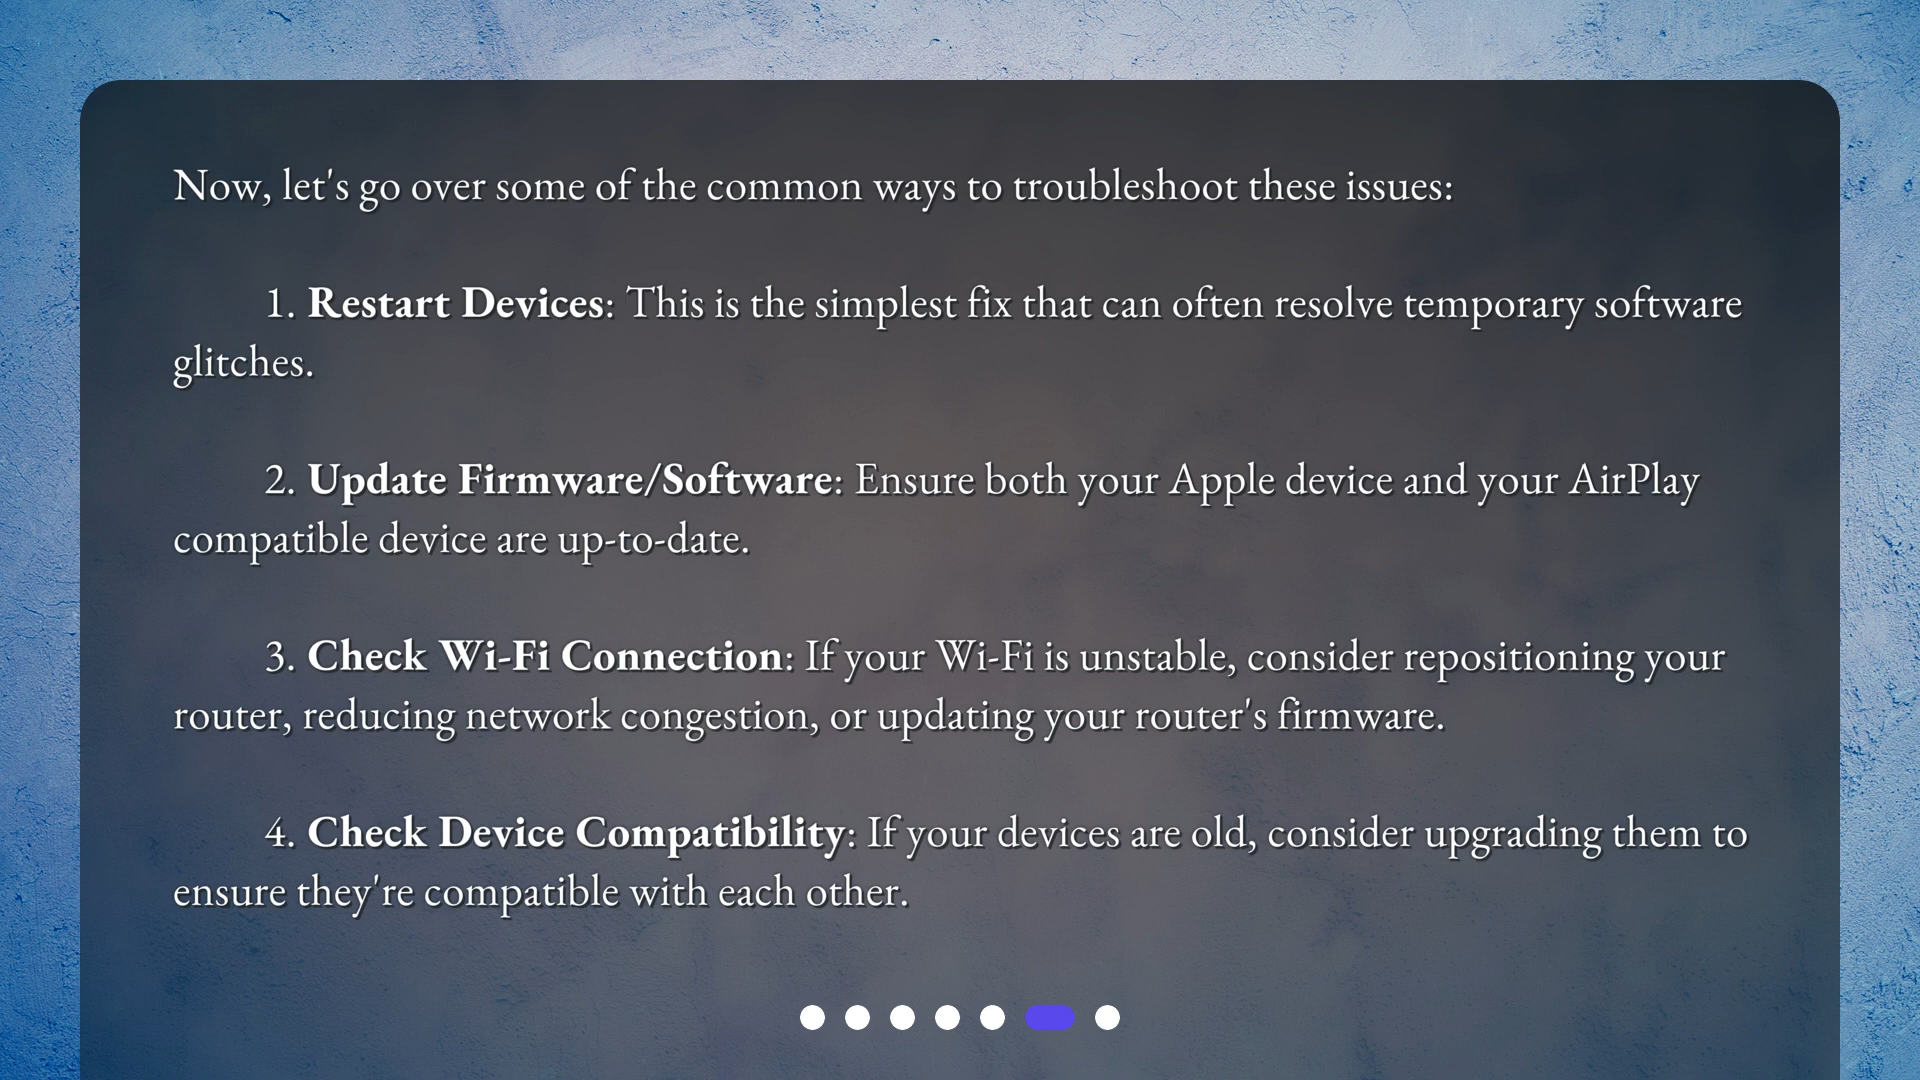 Now, let's go over some of the common ways to troubleshoot these issues:
1. Restart Devices: This is the simplest fix that can often resolve temporary software
glitches.
2. Update Firmware/Software: Ensure both your Apple device and your AirPlay
compatible device are up-to-date.
3. Check Wi-Fi Connection: If your Wi-Fi is unstable, consider repositioning your
router, reducing network congestion, or updating your router's firmware.
4. Check Device Compatibility: If your devices are old, consider upgrading them to
ensure they're compatible with each other.